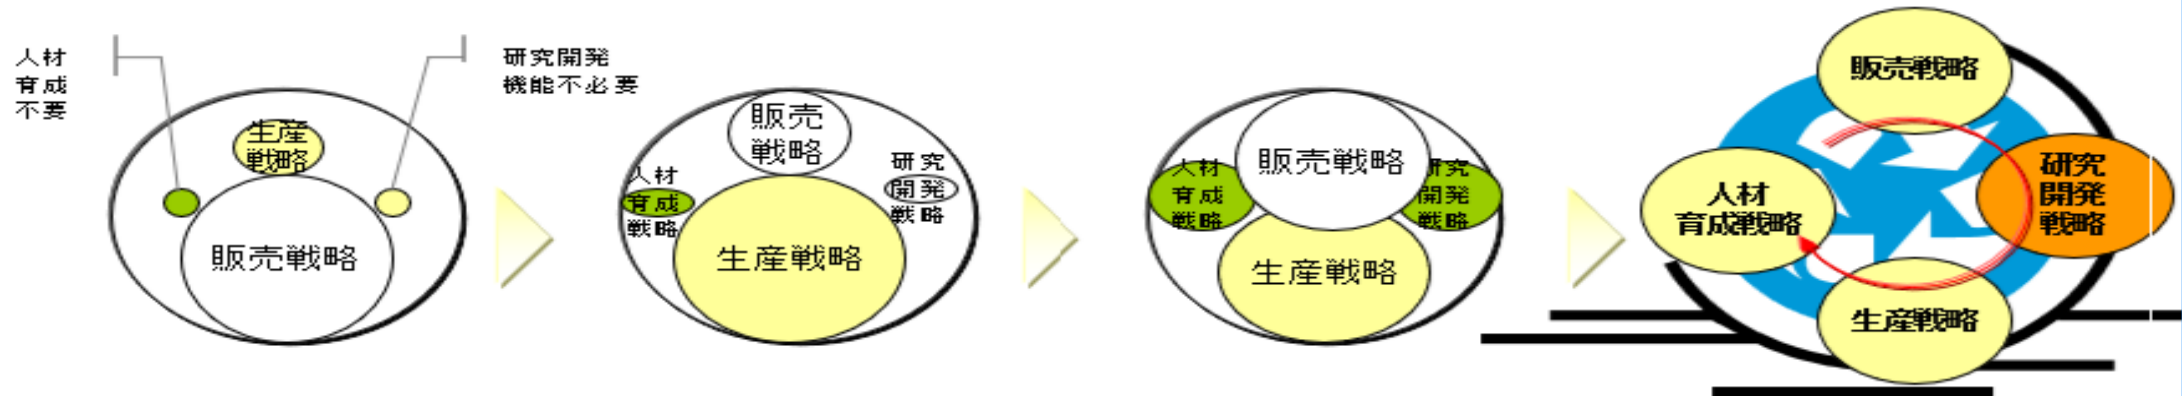 人材
育成
不要
研究開発
機能不必要
生産
戦略
販売戦略
販売
戦略
人材
育成
戦略
研究
開発
戦略
生産戦略
販売戦略
人材
育成
戦略
研究
開発
戦略
生産戦略
販売戦略
人材
育成戦略
研究
開発
戦略
生産戦略